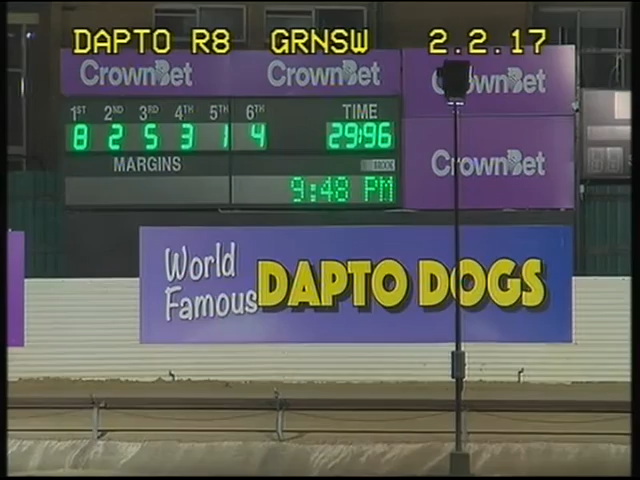 DAPTO R8 GRNSW 2.2.17
CrownBet CrownBet CrownBet
1ST 2ND 3RD 4TH 5TH 6TH TIME
8 2 5 3 1 4 29:96
MARGINS
CrownBet
9:48 PM
World Famous DAPTO DOGS